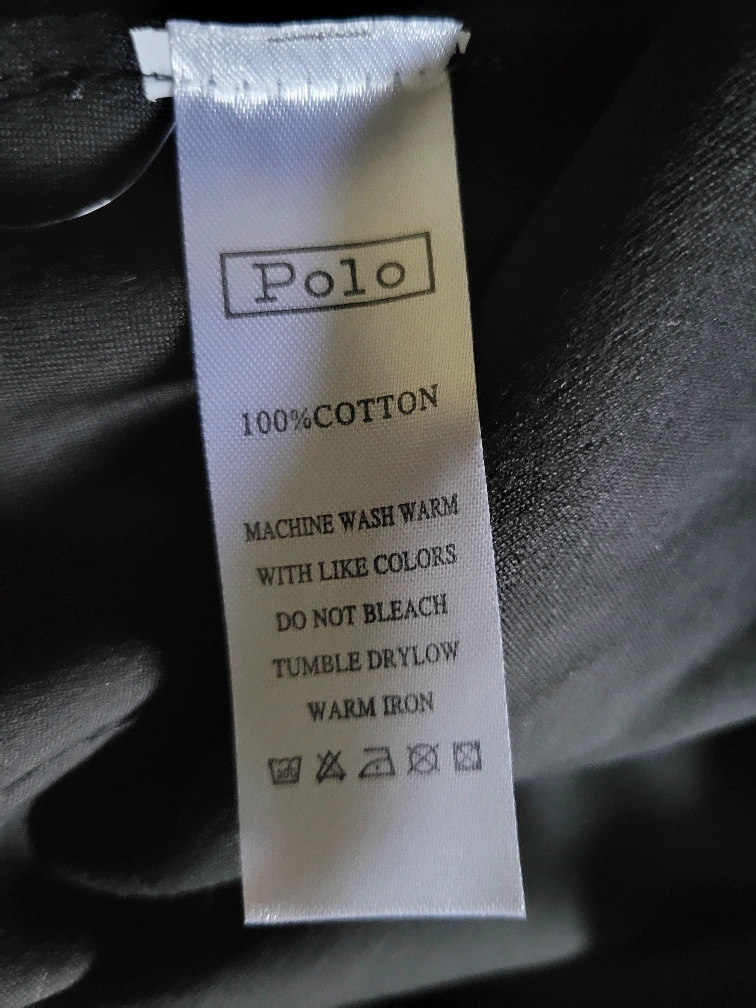 Polo
100%COTTON
MACHINE WASH WARM
WITH LIKE COLORS
DO NOT BLEACH
TUMBLE DRYLOW
WARM IRON